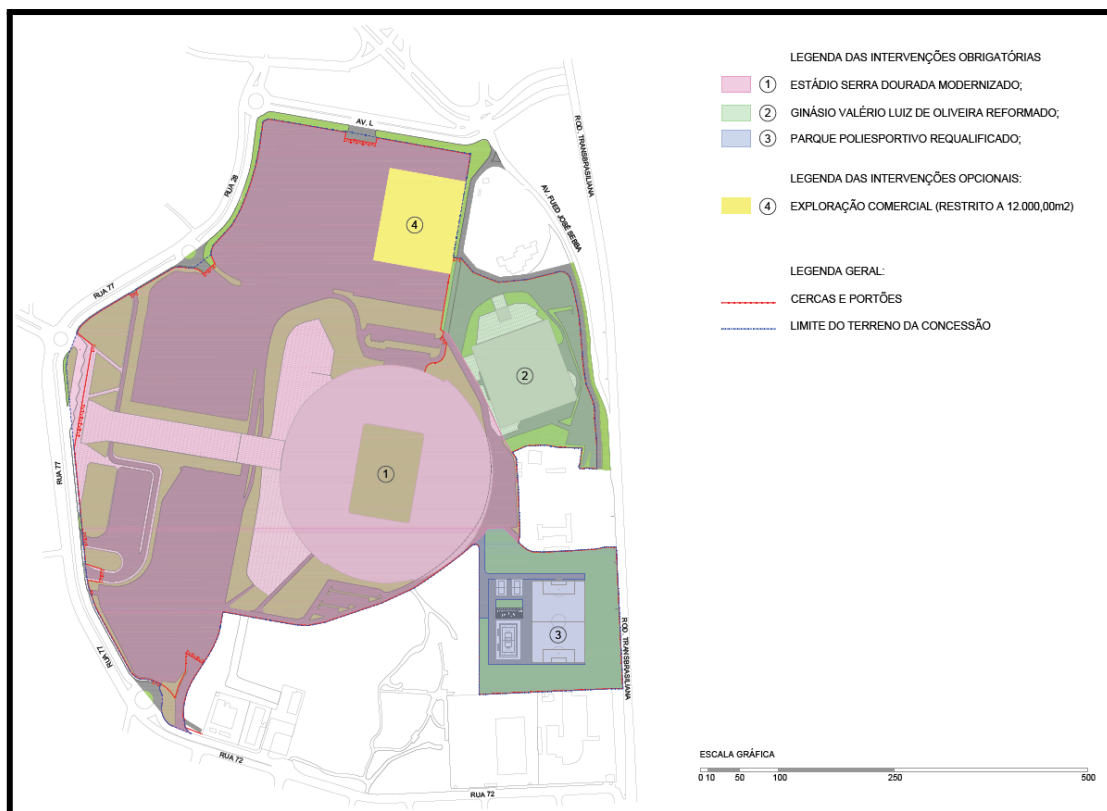 LEGENDA DAS INTERVENÇÕES OBRIGATÓRIAS
1 ESTÁDIO SERRA DOURADA MODERNIZADO;
2 GINÁSIO VALÉRIO LUIZ DE OLIVEIRA REFORMADO;
3 PARQUE POLIESPORTIVO REQUALIFICADO;
LEGENDA DAS INTERVENÇÕES OPCIONAIS:
4 EXPLORAÇÃO COMERCIAL (RESTRITO A 12.000,00m2)
LEGENDA GERAL:
CERCAS E PORTÕES
LIMITE DO TERRENO DA CONCESSÃO
AV. L
ROD. TRANSBRASILIANA
RUA 28
AV. FUED JOSÉ SEBBA
4
RUA 77
2
1
RUA 77
3
ROD. TRANSBRASILIANA
RUA 77
RUA 72
RUA 72
ESCALA GRÁFICA
0 10 50 100 250 500